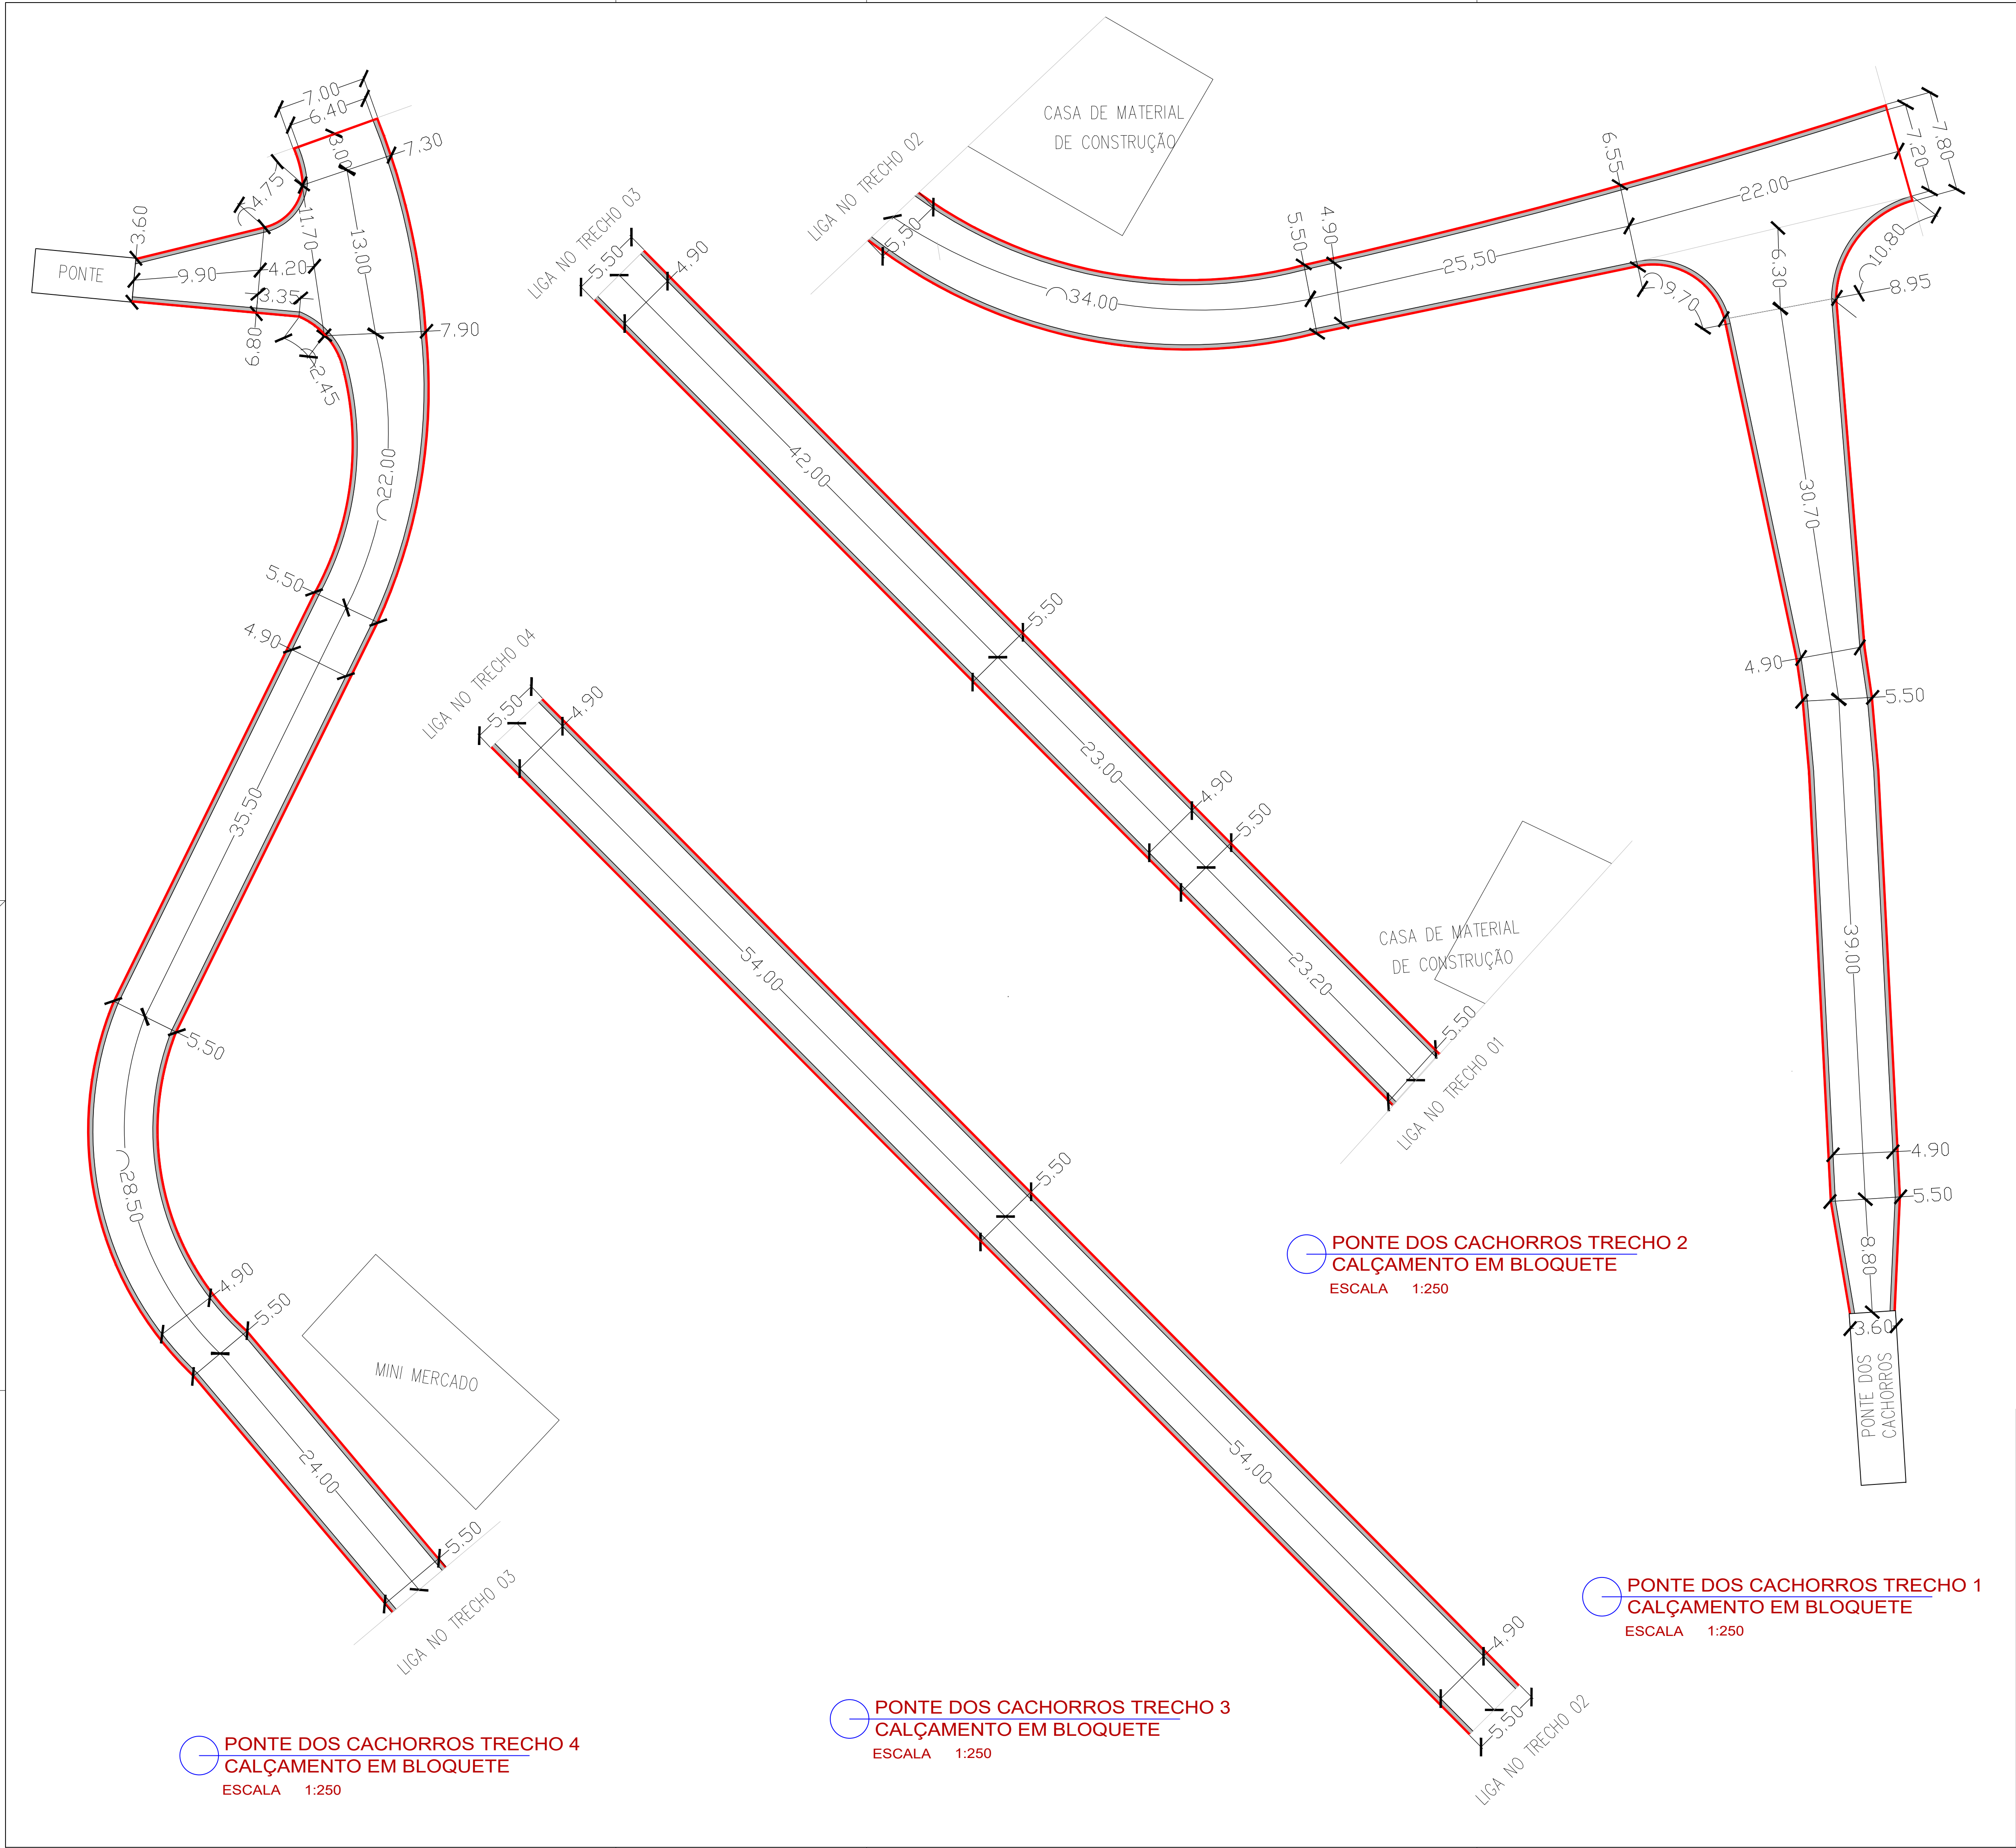 7.00
6.40
3.00
7.30
4.75
3.60
11.70
13.00
PONTE
9.90
4.20
3.35
6.80
2.45
7.90
22.00
5.50
4.90
35.50
5.50
28.50
4.90
5.50
MINI MERCADO
24.00
5.50
LIGA NO TRECHO 03
PONTE DOS CACHORROS TRECHO 4
CALÇAMENTO EM BLOQUETE
ESCALA 1:250
LIGA NO TRECHO 04
5.50
4.90
54,00
5.50
54,00
4.90
5.50
LIGA NO TRECHO 02
PONTE DOS CACHORROS TRECHO 3
CALÇAMENTO EM BLOQUETE
ESCALA 1:250
LIGA NO TRECHO 03
5.50
4.90
42,00
5.50
23,00
4.90
5.50
23,20
CASA DE MATERIAL
DE CONSTRUÇÃO
5.50
LIGA NO TRECHO 01
PONTE DOS CACHORROS TRECHO 2
CALÇAMENTO EM BLOQUETE
ESCALA 1:250
LIGA NO TRECHO 02
CASA DE MATERIAL
DE CONSTRUÇÃO
5,50
34.00
5.50
4.90
25,50
6.55
22.00
7.20
7.80
6.30
10.80
9.70
8.95
30.70
4.90
5.50
39.00
4.90
5.50
8.80
3.60
PONTE DOS
CACHORROS
PONTE DOS CACHORROS TRECHO 1
CALÇAMENTO EM BLOQUETE
ESCALA 1:250